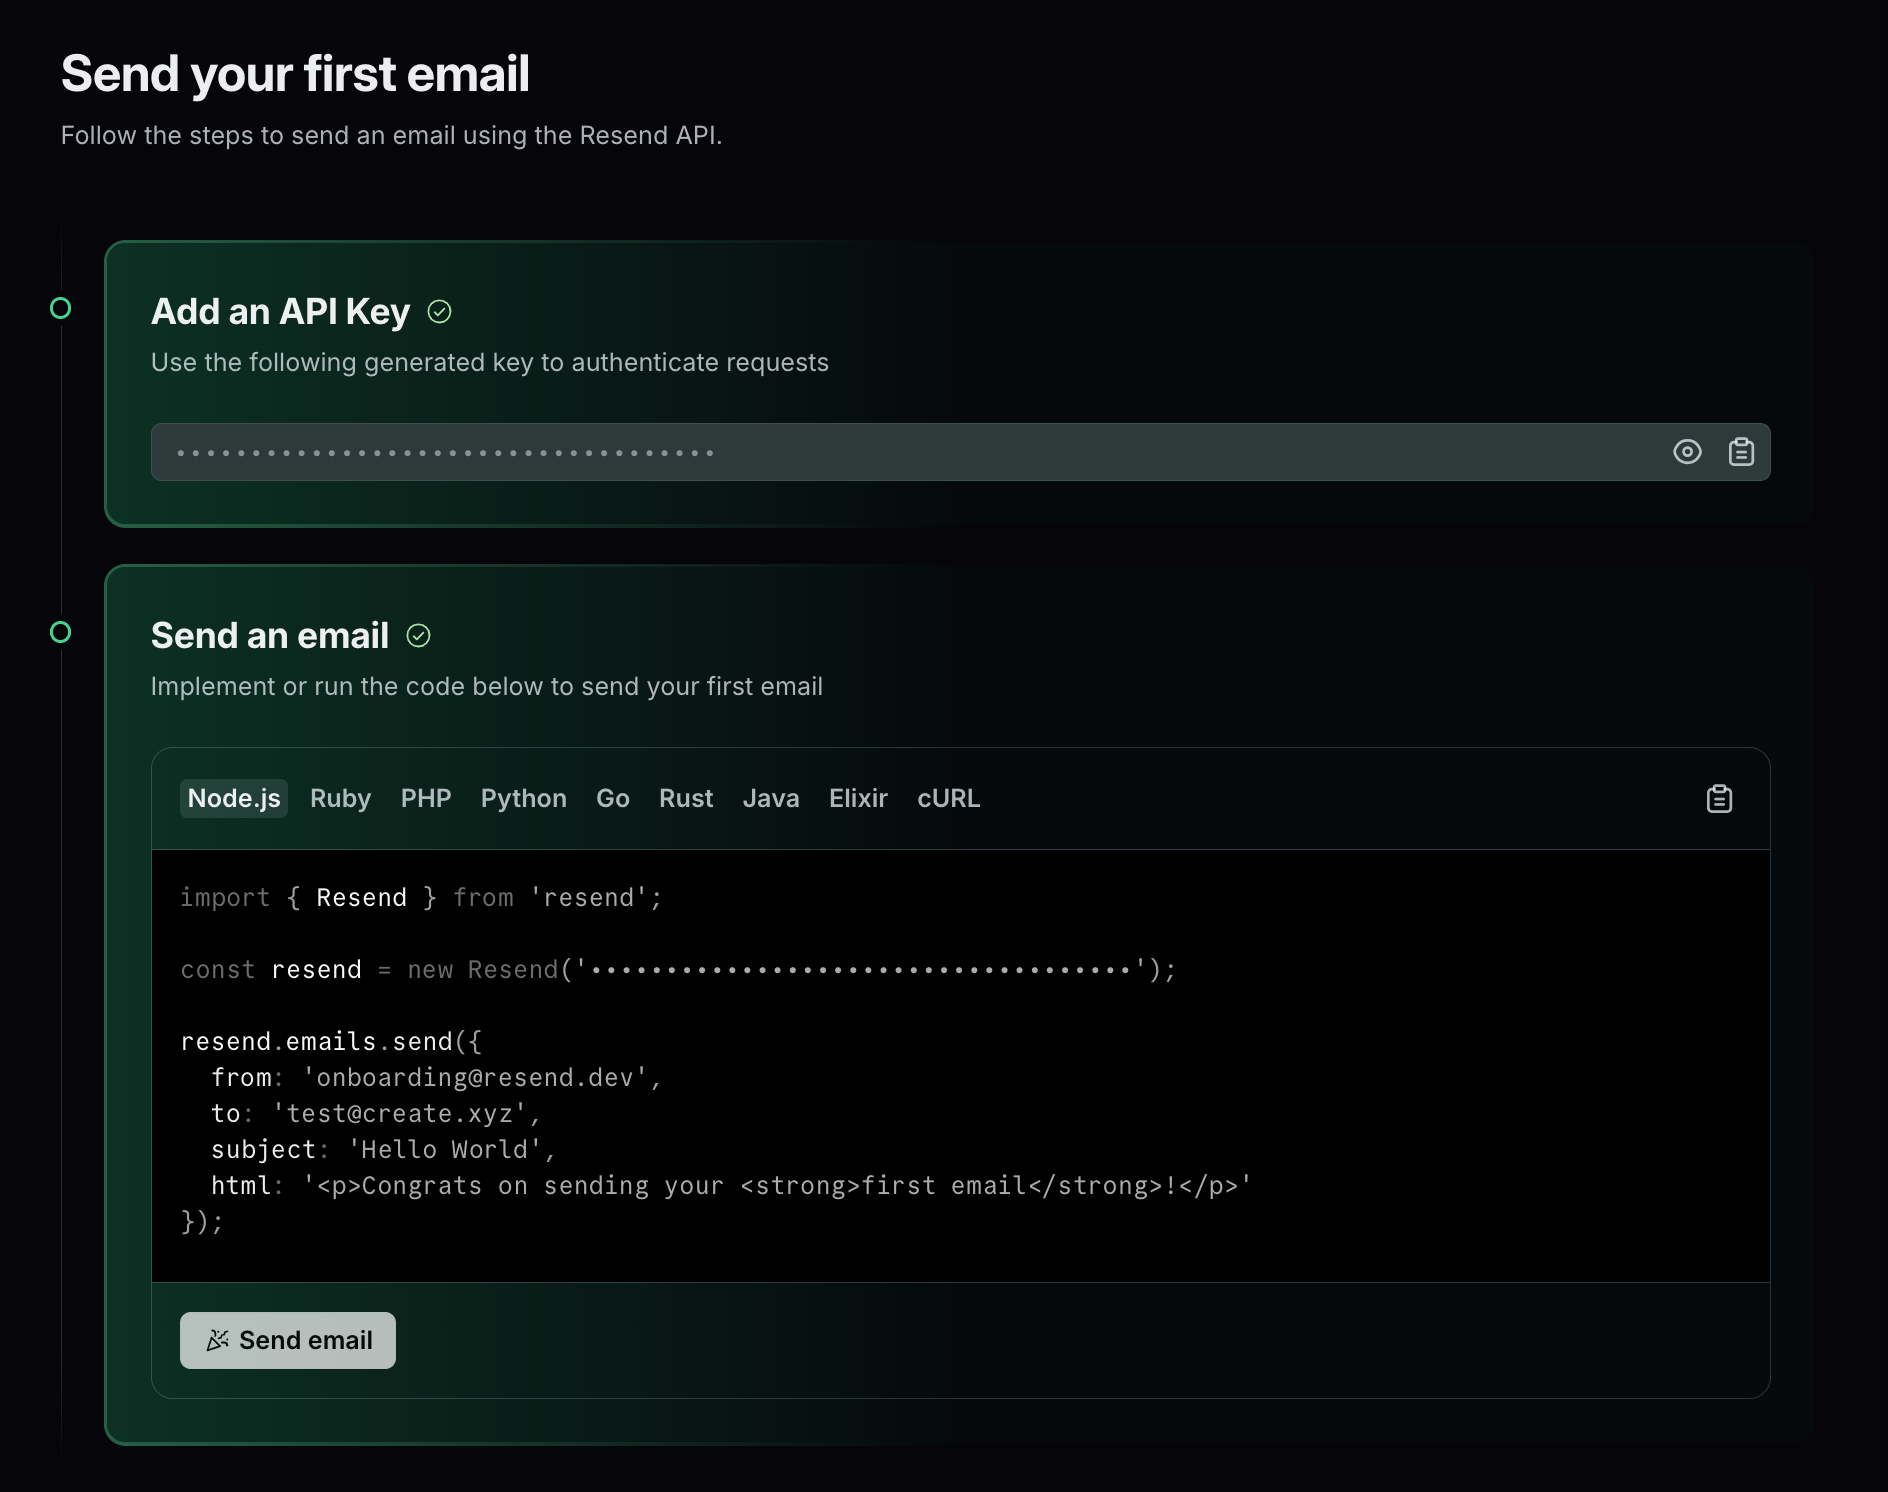 Send your first email
Follow the steps to send an email using the Resend API.
Add an API Key
Use the following generated key to authenticate requests
••••••••••••••••••••••••••••••••••••
Send an email
Implement or run the code below to send your first email
Node.js Ruby PHP Python Go Rust Java Elixir cURL
import { Resend } from 'resend';
const resend = new Resend('••••••••••••••••••••••••••••••••••••');
resend.emails.send({
  from: 'onboarding@resend.dev',
  to: 'test@create.xyz',
  subject: 'Hello World',
  html: '<p>Congrats on sending your <strong>first email</strong>!</p>'
});
Send email